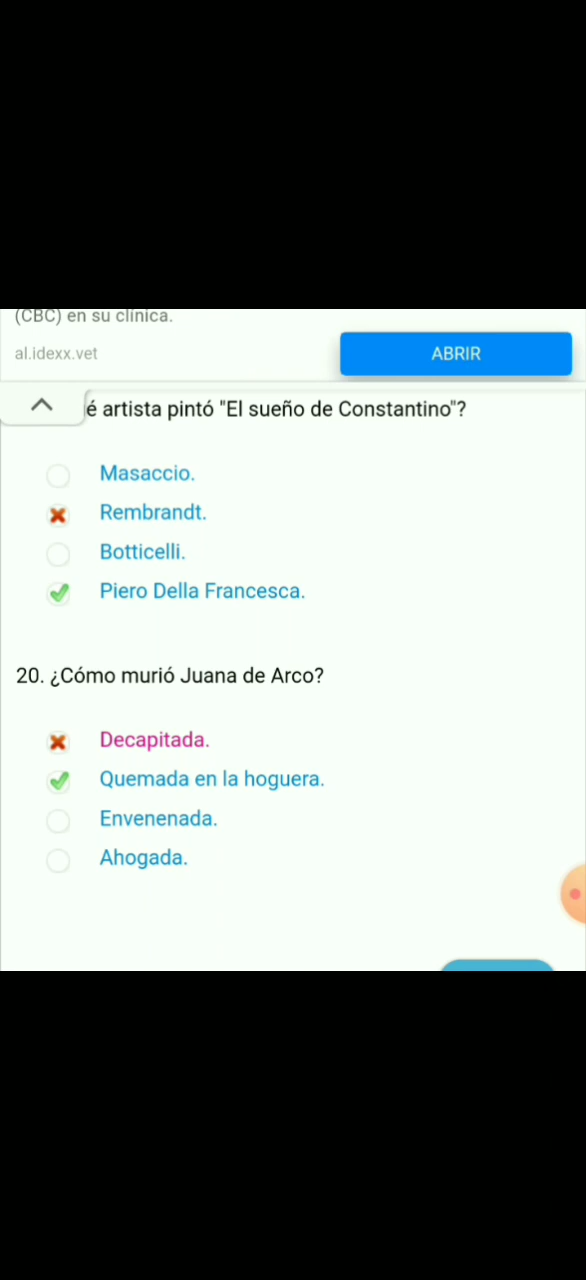 (CBC) en su clínica.
al.idexx.vet
ABRIR
é artista pintó "El sueño de Constantino"?
Masaccio.
Rembrandt.
Botticelli.
Piero Della Francesca.
20. ¿Cómo murió Juana de Arco?
Decapitada.
Quemada en la hoguera.
Envenenada.
Ahogada.